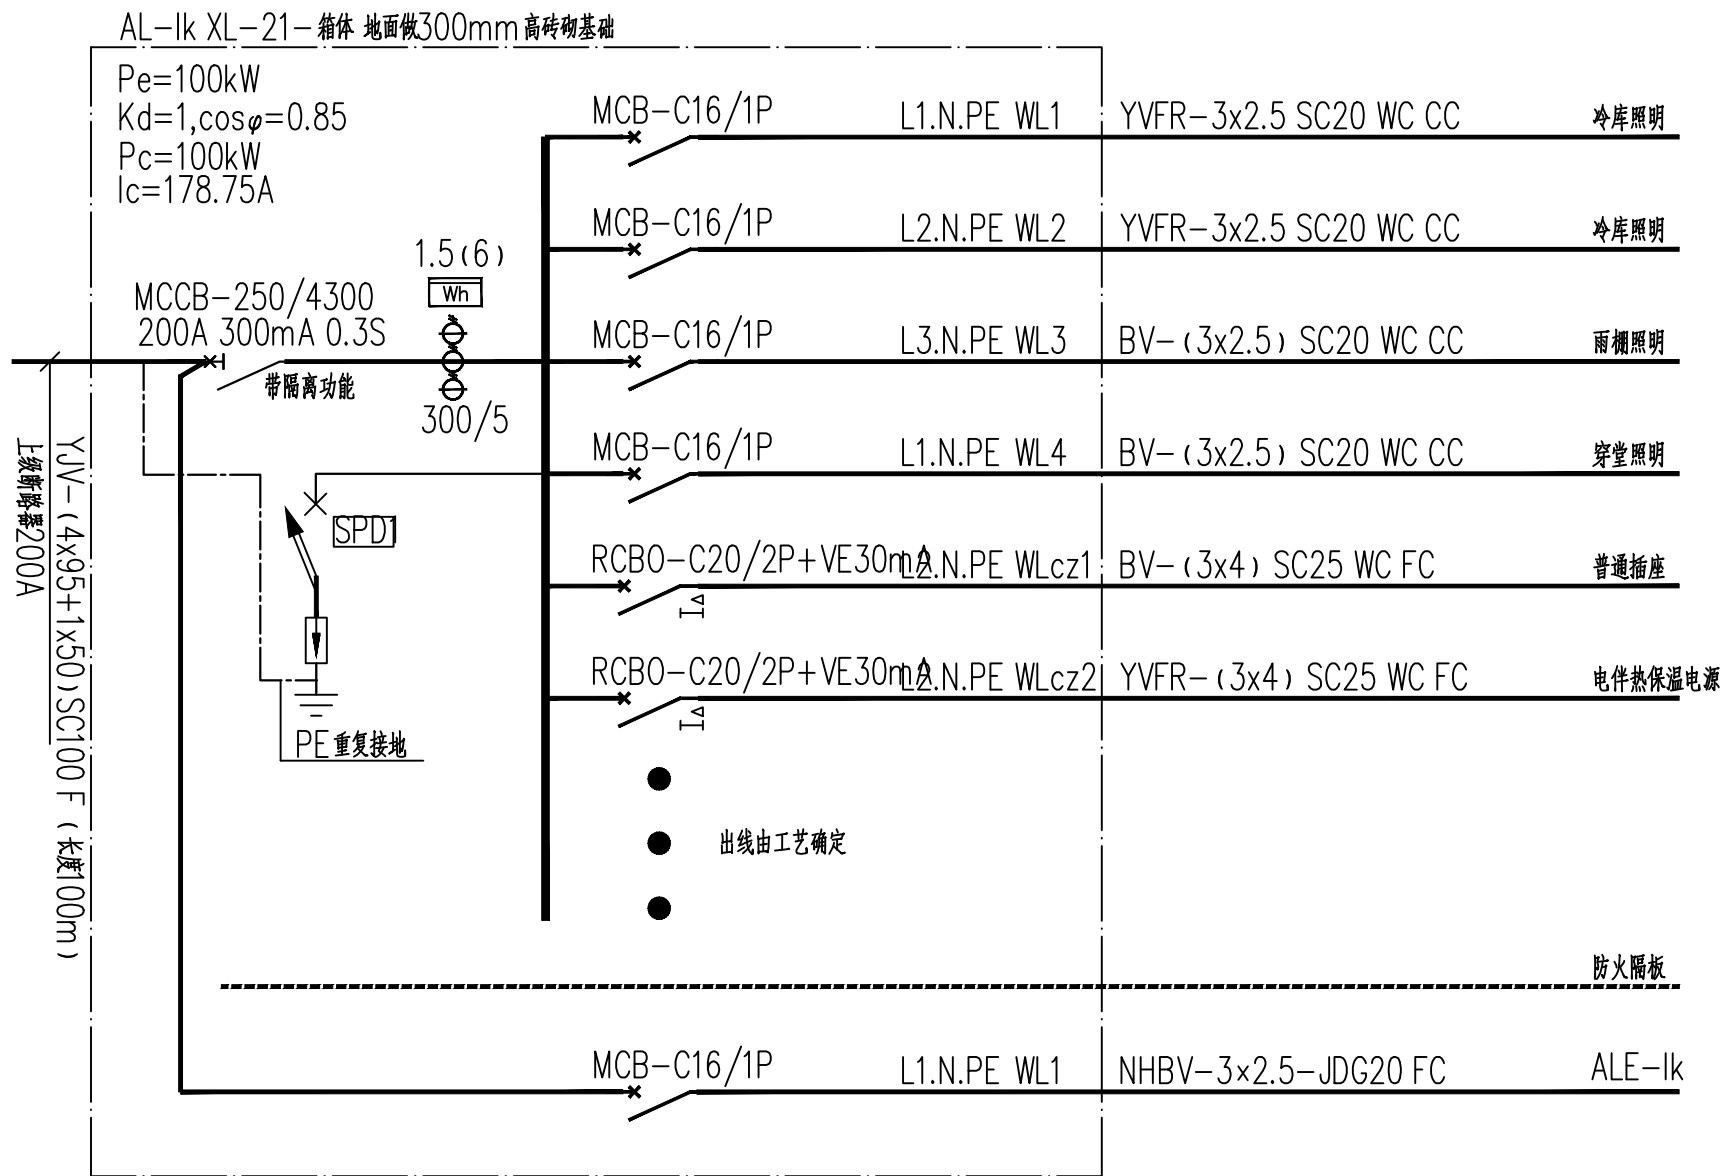 AL-lk XL-21-箱体 地面做300mm高砖砌基础
Pe=100kW
Kd=1,cosφ=0.85
Pc=100kW
Ic=178.75A
MCCB-250/4300
200A 300mA 0.3S
带隔离功能
1.5(6)
Wh
300/5
SPD1
PE重复接地
YJV-(4x95+1x50)SC100 F (长度100m)
上级断路器200A
MCB-C16/1P L1.N.PE WL1 YVFR-3x2.5 SC20 WC CC 冷库照明
MCB-C16/1P L2.N.PE WL2 YVFR-3x2.5 SC20 WC CC 冷库照明
MCB-C16/1P L3.N.PE WL3 BV-(3x2.5) SC20 WC CC 雨棚照明
MCB-C16/1P L1.N.PE WL4 BV-(3x2.5) SC20 WC CC 穿堂照明
RCBO-C20/2P+VE30mA L2.N.PE WLcz1 BV-(3x4) SC25 WC FC 普通插座
RCBO-C20/2P+VE30mA L2.N.PE WLcz2 YVFR-(3x4) SC25 WC FC 电伴热保温电源
出线由工艺确定
防火隔板
MCB-C16/1P L1.N.PE WL1 NHBV-3x2.5-JDG20 FC ALE-lk